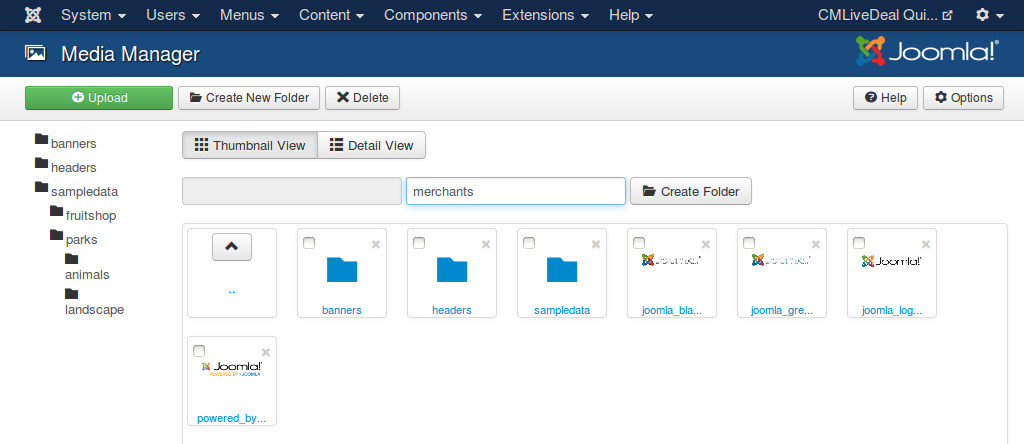 System Users Menus Content Components Extensions Help CMLiveDeal Qui...
Media Manager Joomla!®
Upload Create New Folder Delete Help Options
banners
headers
sampledata
fruitshop
parks
animals
landscape
Thumbnail View Detail View
merchants Create Folder
..
banners
headers
sampledata
Joomla!
joomla_bla...
Joomla!
joomla_gre...
Joomla!
joomla_log...
Joomla!
POWERED BY JOOMLA
powered_by...